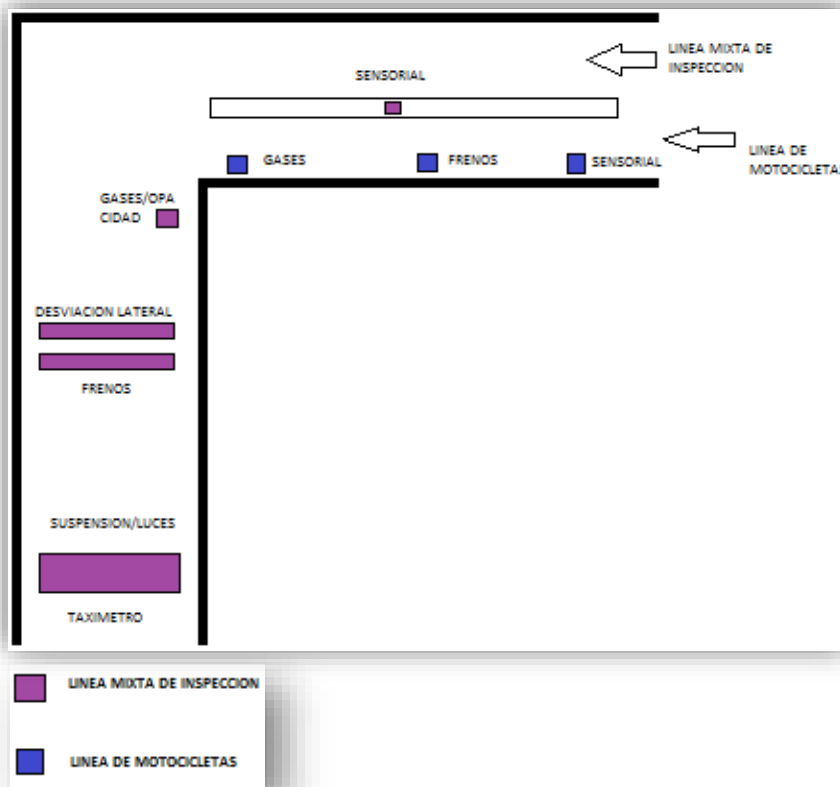 LINEA MIXTA DE
INSPECCION
SENSORIAL
LINEA DE
MOTOCICLETAS
GASES
FRENOS
SENSORIAL
GASES/OPA
CIDAD
DESVIACION LATERAL
FRENOS
SUSPENSION/LUCES
TAXIMETRO
LINEA MIXTA DE INSPECCION
LINEA DE MOTOCICLETAS